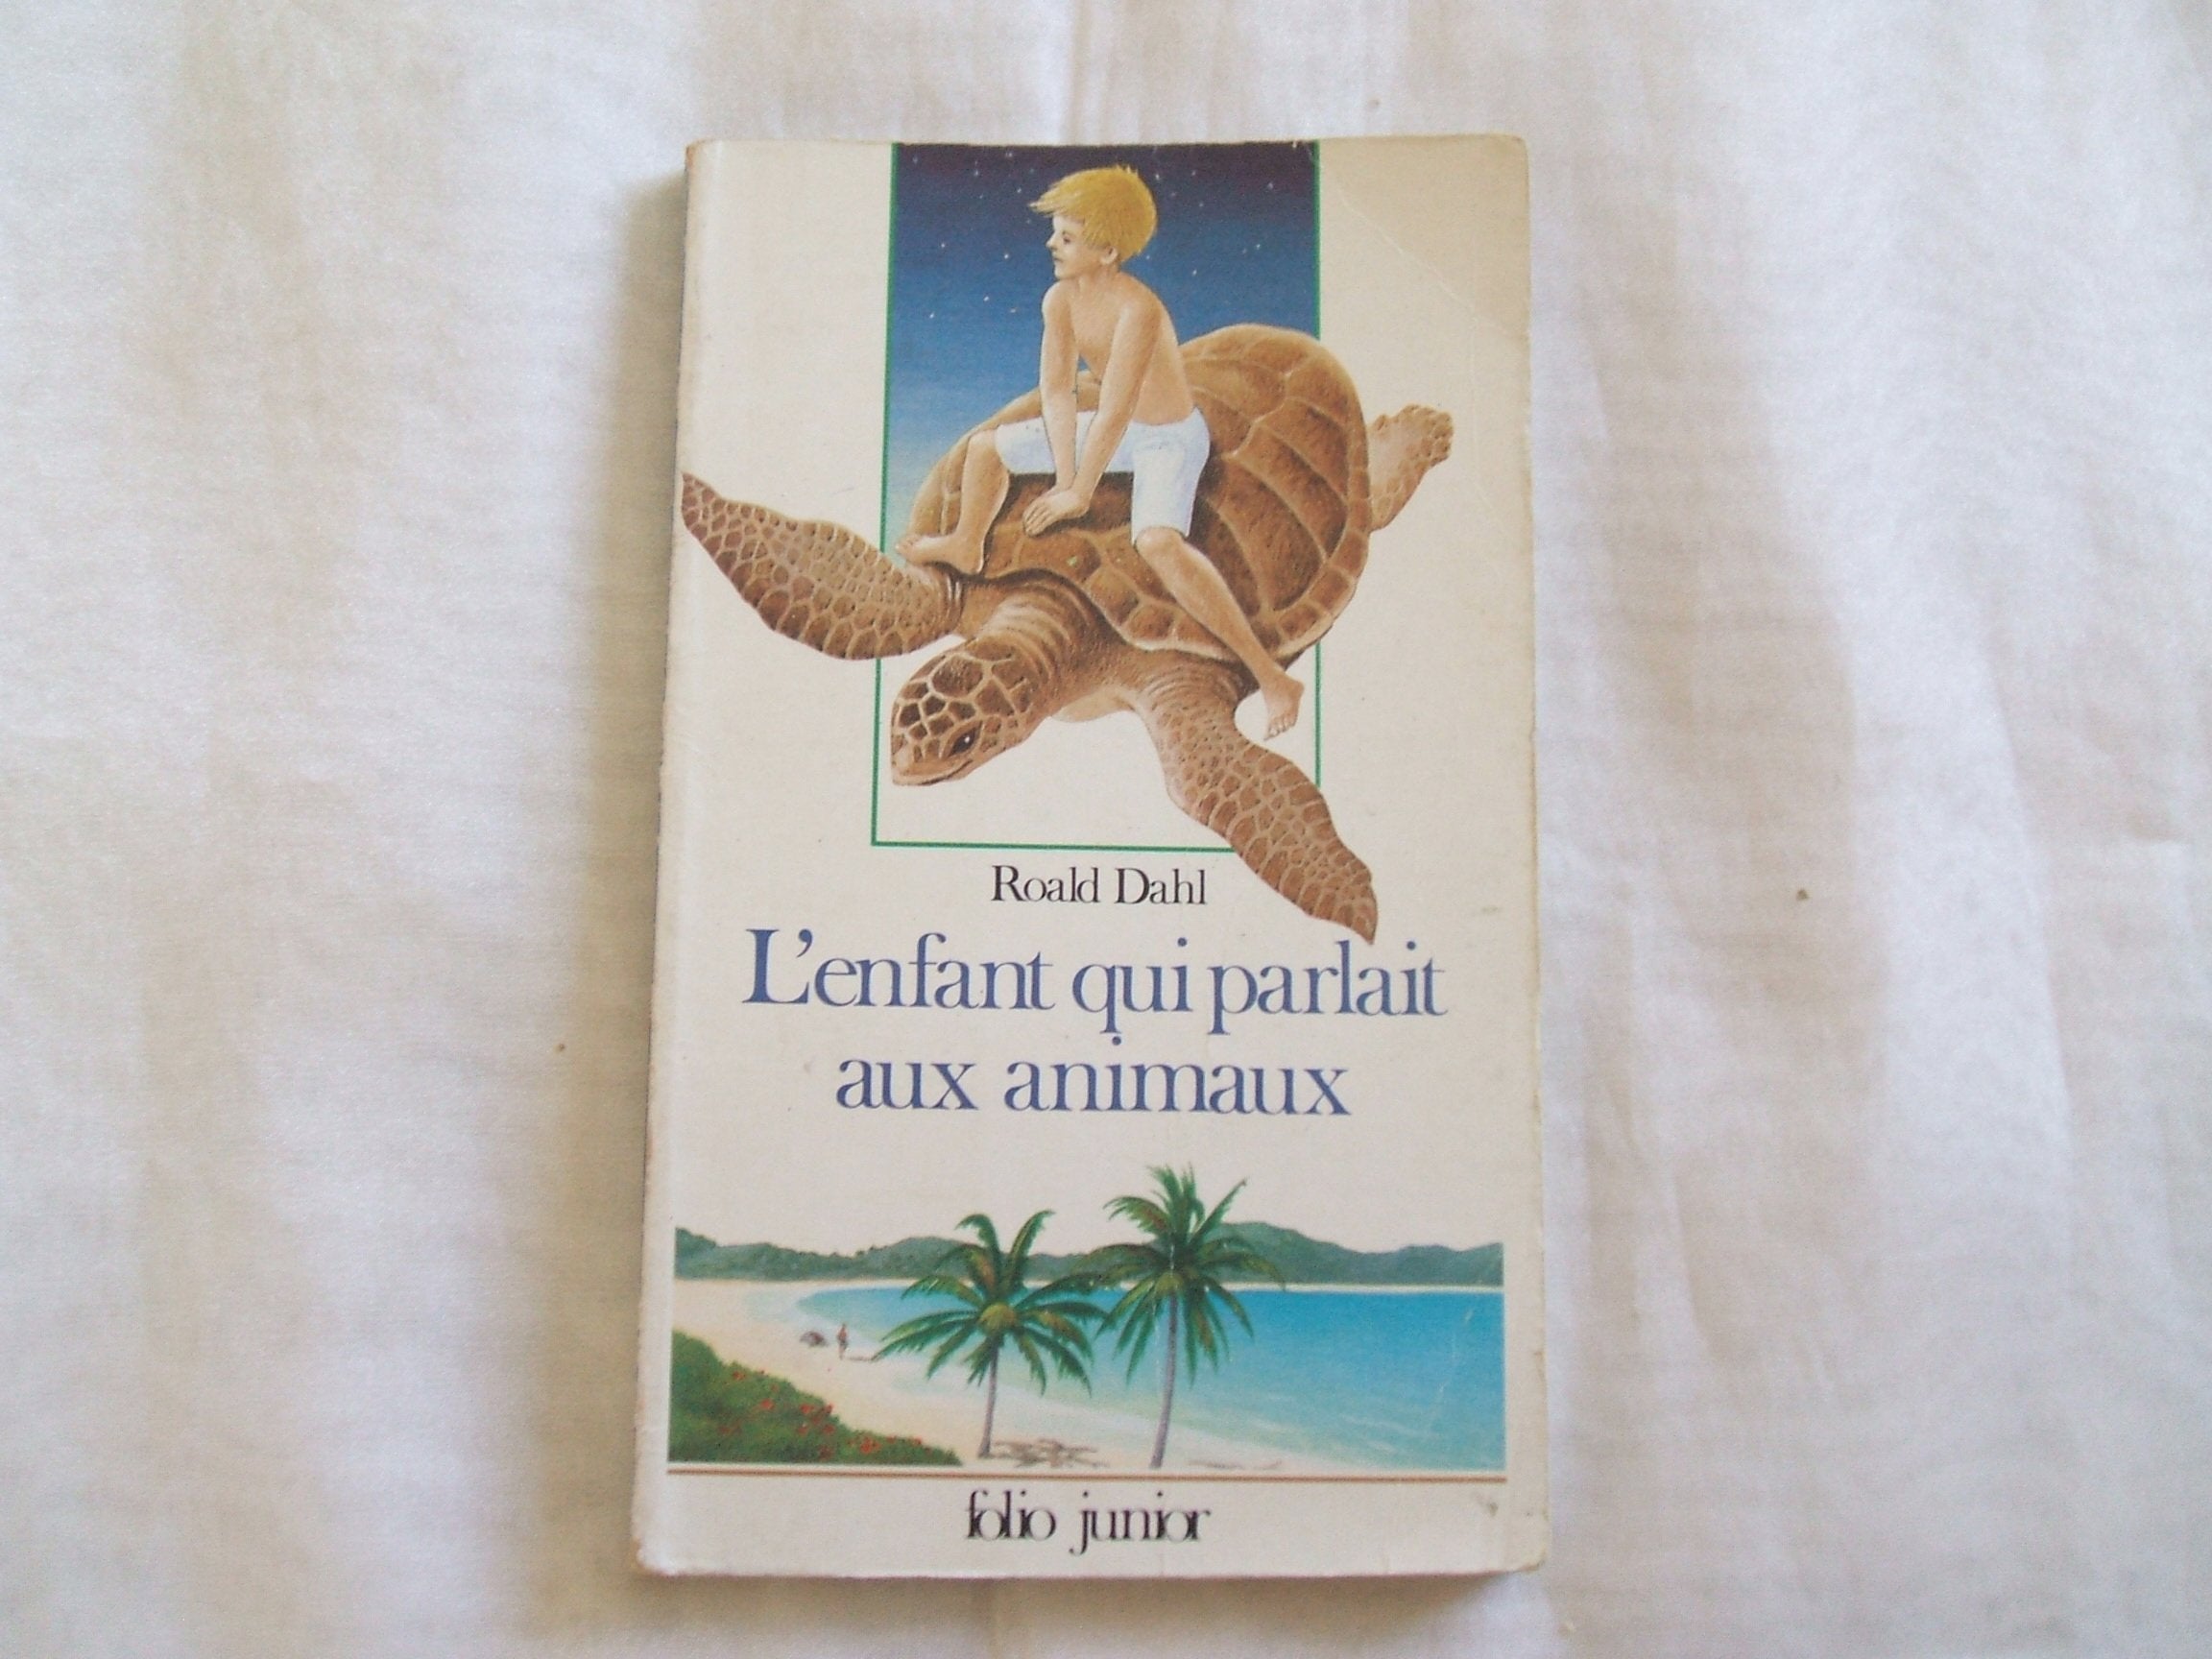 Roald Dahl
L'enfant qui parlait
aux animaux
folio junior